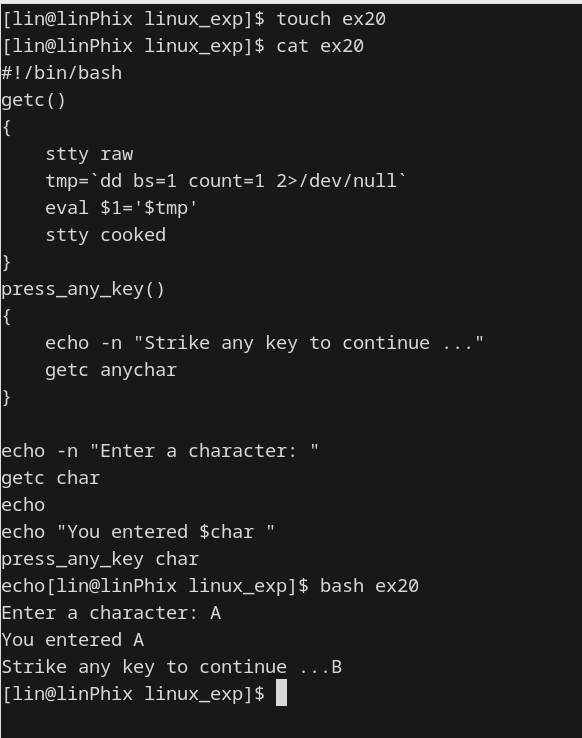 [lin@linPhix linux_exp]$ touch ex20
[lin@linPhix linux_exp]$ cat ex20
#!/bin/bash
getc()
{
    stty raw
    tmp=`dd bs=1 count=1 2>/dev/null`
    eval $1='$tmp'
    stty cooked
}
press_any_key()
{
    echo -n "Strike any key to continue ..."
    getc anychar
}

echo -n "Enter a character: "
getc char
echo
echo "You entered $char "
press_any_key char
echo[lin@linPhix linux_exp]$ bash ex20
Enter a character: A
You entered A
Strike any key to continue ...B
[lin@linPhix linux_exp]$